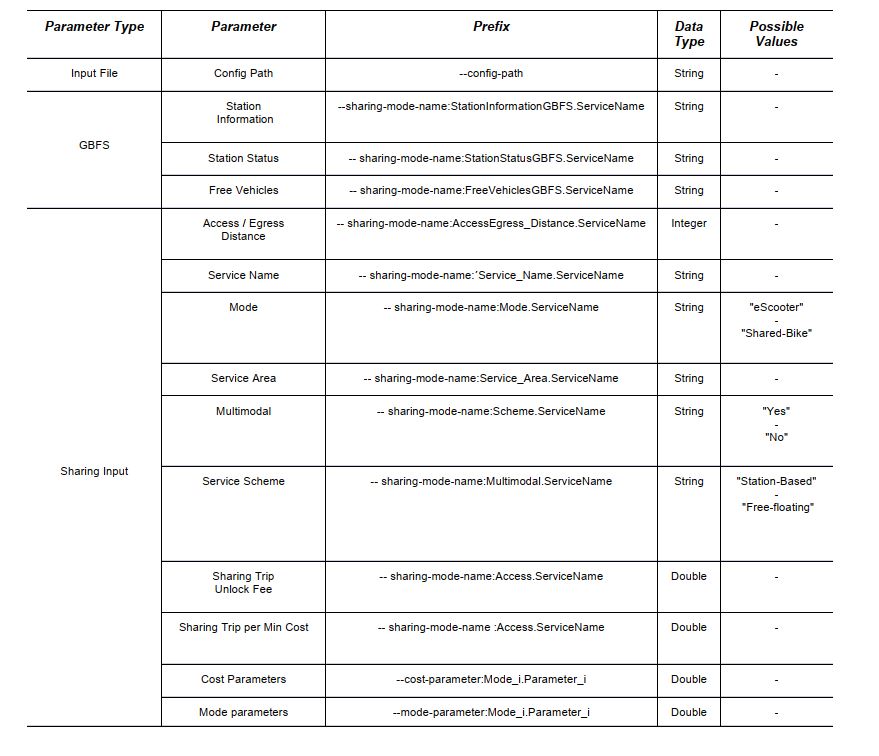 Parameter Type Parameter Prefix Data Type Possible Values
Input File Config Path --config-path String -
GBFS
Station Information --sharing-mode-name:StationInformationGBFS.ServiceName String -
Station Status -- sharing-mode-name:StationStatusGBFS.ServiceName String -
Free Vehicles -- sharing-mode-name:FreeVehiclesGBFS.ServiceName String -
Sharing Input
Access / Egress Distance -- sharing-mode-name:AccessEgress_Distance.ServiceName Integer -
Service Name -- sharing-mode-name:'Service_Name.ServiceName String -
Mode -- sharing-mode-name:Mode.ServiceName String "eScooter" - "Shared-Bike"
Service Area -- sharing-mode-name:Service_Area.ServiceName String -
Multimodal -- sharing-mode-name:Scheme.ServiceName String "Yes" - "No"
Service Scheme -- sharing-mode-name:Multimodal.ServiceName String "Station-Based" - "Free-floating"
Sharing Trip Unlock Fee -- sharing-mode-name:Access.ServiceName Double -
Sharing Trip per Min Cost -- sharing-mode-name :Access.ServiceName Double -
Cost Parameters --cost-parameter:Mode_i.Parameter_i Double -
Mode parameters --mode-parameter:Mode_i.Parameter_i Double -